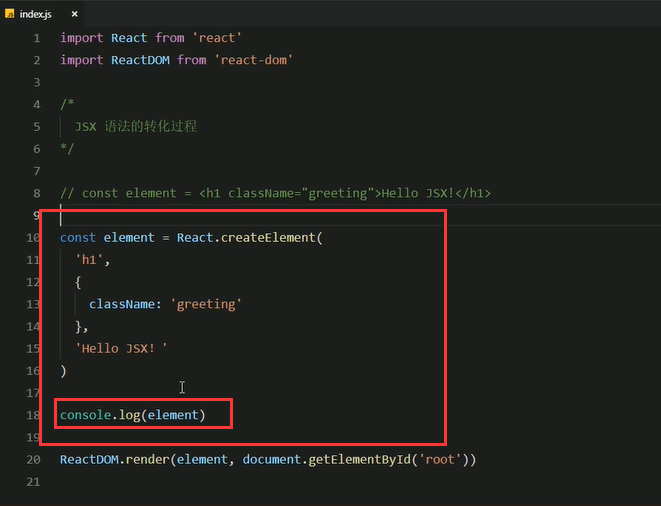 index.js ×
1 import React from 'react'
2 import ReactDOM from 'react-dom'
3
4 /*
5 JSX 语法的转化过程
6 */
7
8 // const element = <h1 className="greeting">Hello JSX!</h1>
9
10 const element = React.createElement(
11 'h1',
12 {
13 className: 'greeting'
14 },
15 'Hello JSX! '
16 )
17
18 console.log(element)
19
20 ReactDOM.render(element, document.getElementById('root'))
21